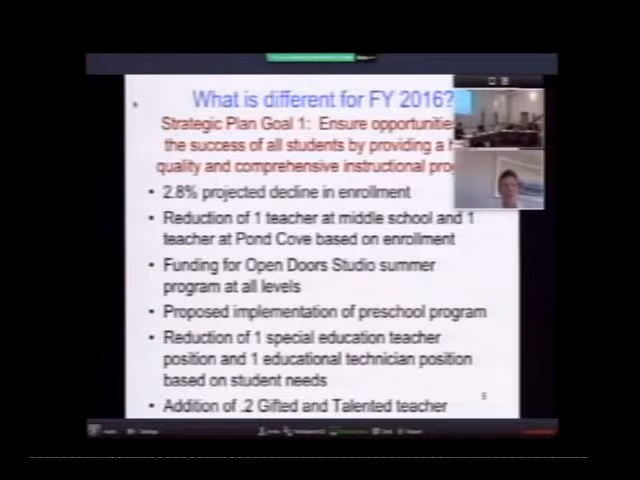 What is different for FY 2016?
Strategic Plan Goal 1: Ensure
the success of all students by providing a
quality and comprehensive instructional
• 2.8% projected decline in enrollment
• Reduction of 1 teacher at middle school and 1
teacher at Pond Cove based on enrollment
• Funding for Open Doors Studio summer
program at all levels
• Proposed implementation of preschool program
• Reduction of 1 special education teacher
position and 1 educational technician position
based on student needs
• Addition of .2 Gifted and Talented teacher